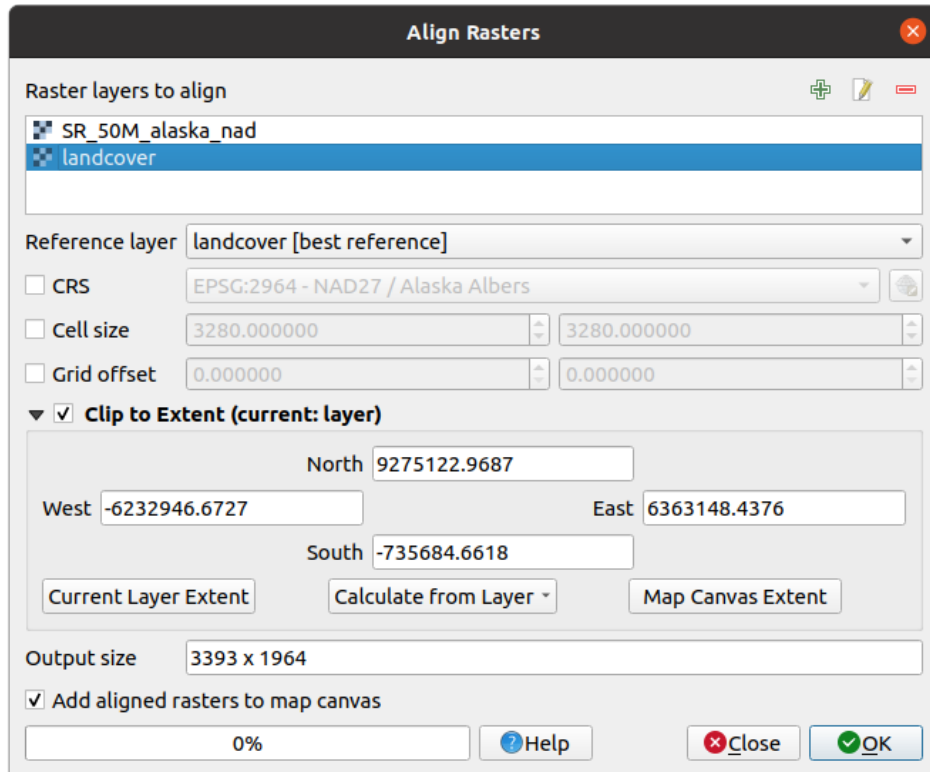 Align Rasters
Raster layers to align
SR_50M_alaska_nad
landcover
Reference layer landcover [best reference]
CRS EPSG:2964 - NAD27 / Alaska Albers
Cell size 3280.000000 3280.000000
Grid offset 0.000000 0.000000
Clip to Extent (current: layer)
North 9275122.9687
West -6232946.6727 East 6363148.4376
South -735684.6618
Current Layer Extent Calculate from Layer Map Canvas Extent
Output size 3393 x 1964
Add aligned rasters to map canvas
0% Help Close OK